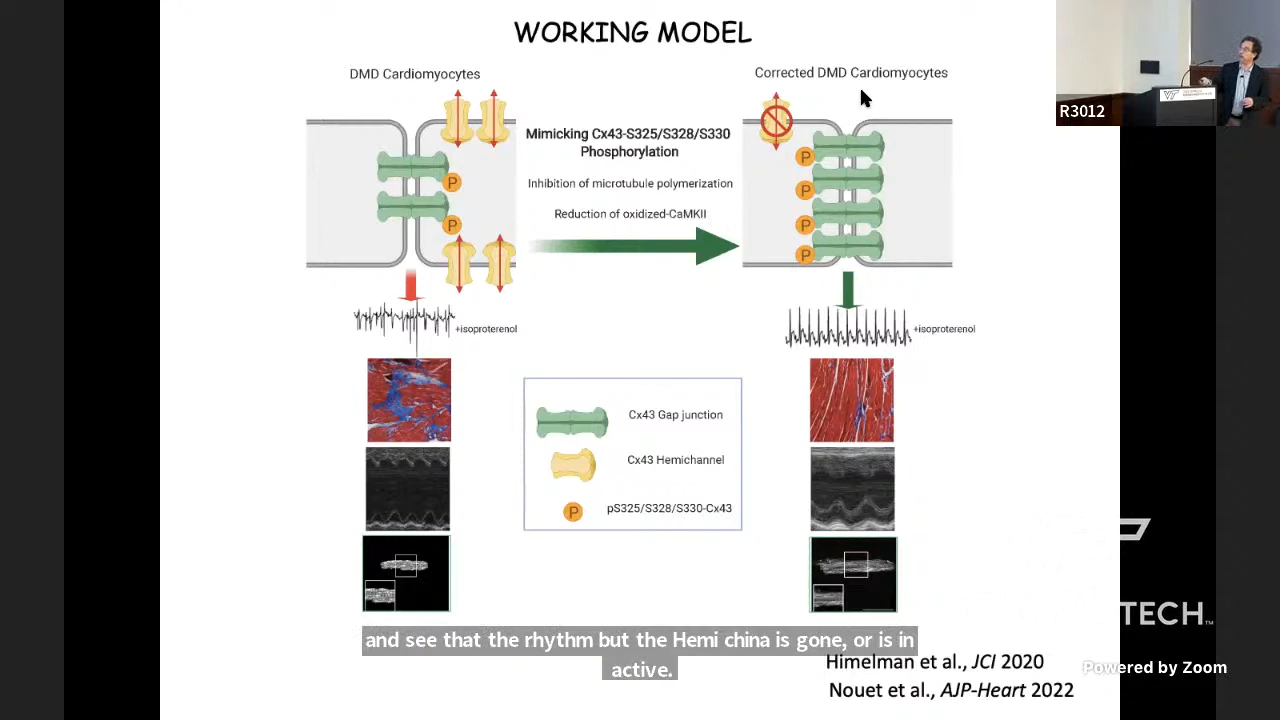 WORKING MODEL
DMD Cardiomyocytes
Corrected DMD Cardiomyocytes
R3012
Mimicking Cx43-S325/S328/S330
Phosphorylation
Inhibition of microtubule polymerization
Reduction of oxidized-CaMKII
P
P
P
P
P
P
+isoproterenol
+isoproterenol
Cx43 Gap junction
Cx43 Hemichannel
P
pS325/S328/S330-Cx43
TECH™
and see that the rhythm but the Hemi china is gone, or is in
active.
Himelman et al., JCI 2020
Nouet et al., AJP-Heart 2022
Powered by Zoom